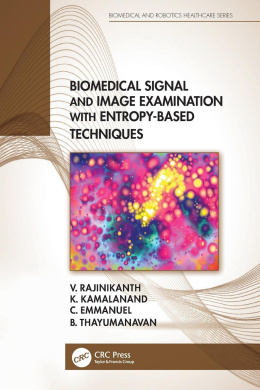 BIOMEDICAL AND ROBOTICS HEALTHCARE SERIES
BIOMEDICAL SIGNAL
AND IMAGE EXAMINATION
WITH ENTROPY-BASED
TECHNIQUES
V. RAJINIKANTH
K. KAMALANAND
C. EMMANUEL
B. THAYUMANAVAN
CRC Press
Taylor & Francis Group